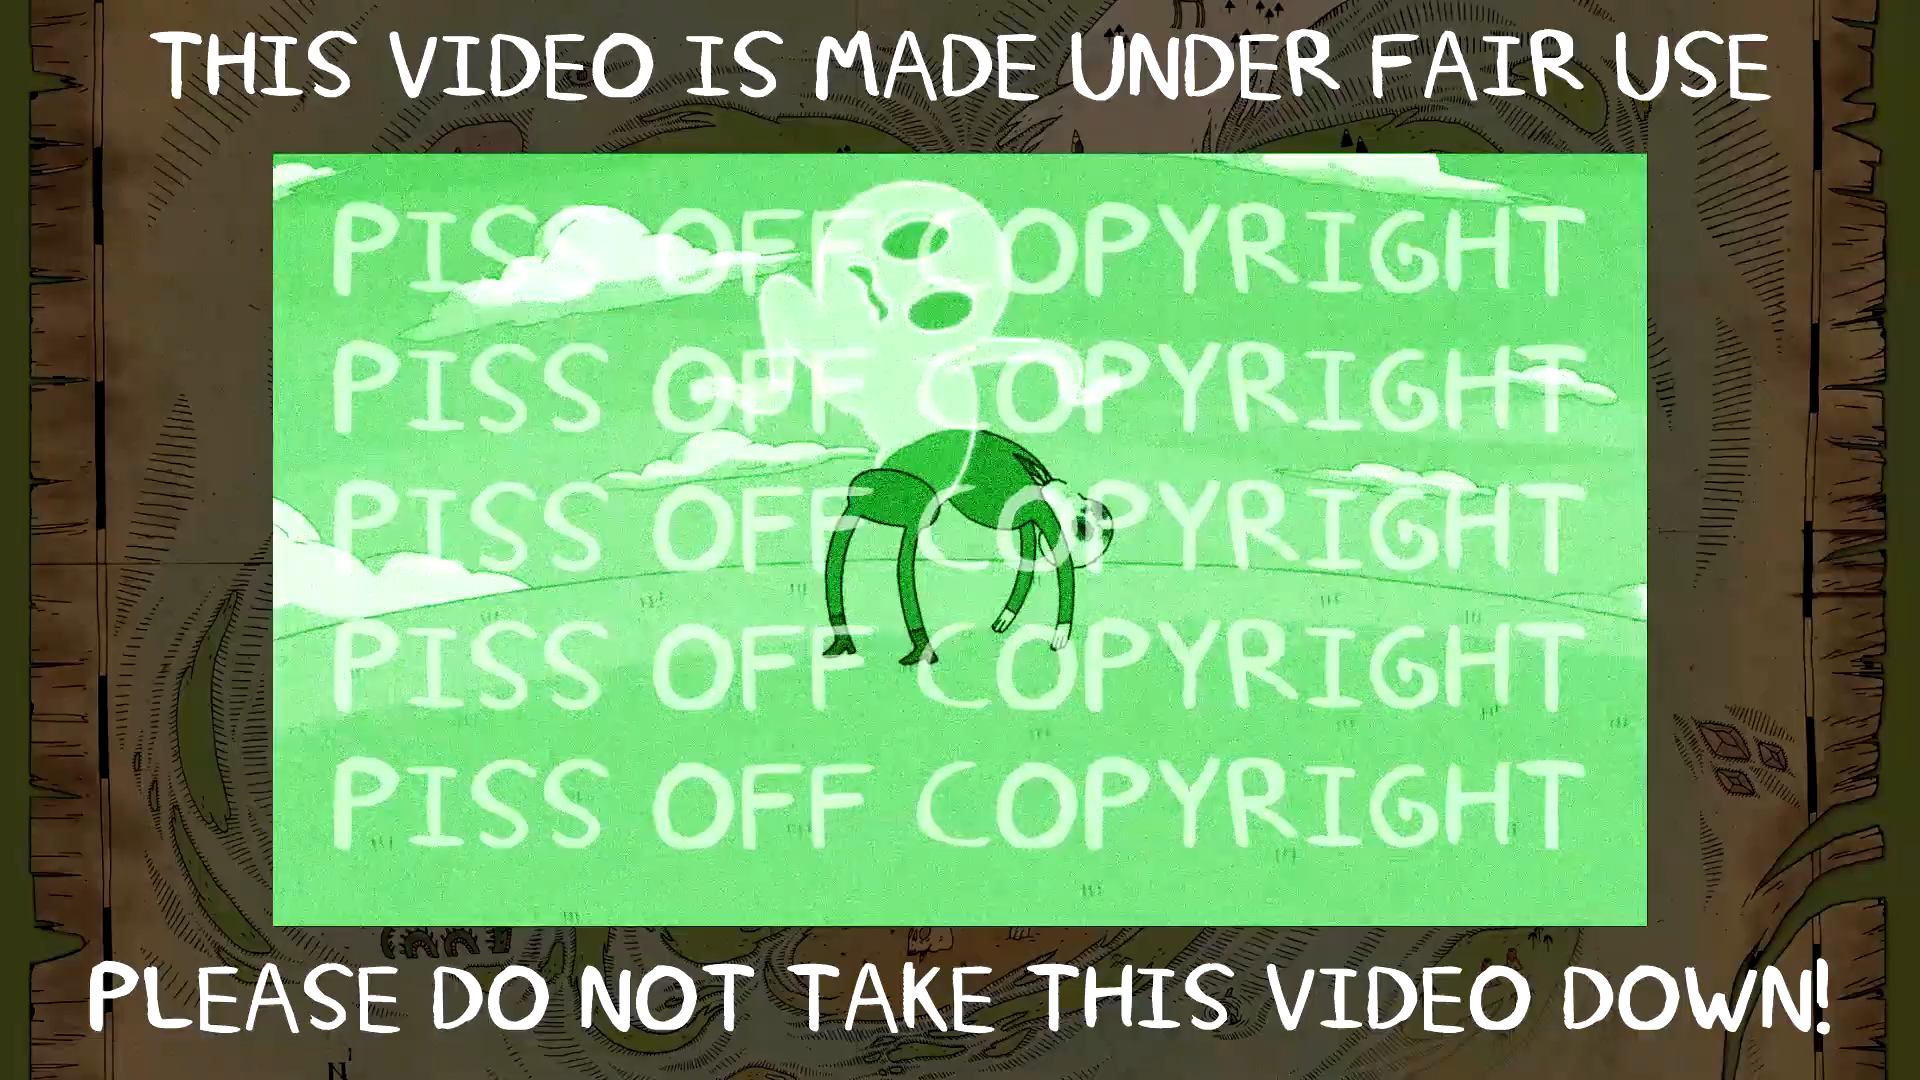 THIS VIDEO IS MADE UNDER FAIR USE
PISS OFF COPYRIGHT
PISS OFF COPYRIGHT
PISS OFF COPYRIGHT
PISS OFF COPYRIGHT
PISS OFF COPYRIGHT
PLEASE DO NOT TAKE THIS VIDEO DOWN!
N